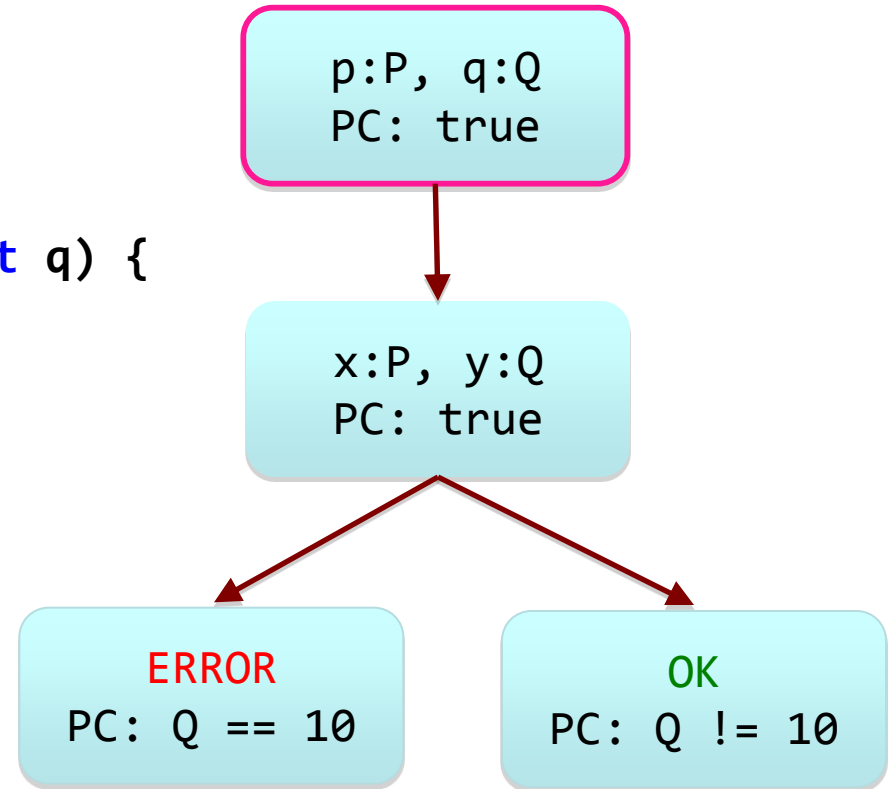 p:P, q:Q
PC: true
t q) {
x:P, y:Q
PC: true
ERROR
PC: Q == 10
OK
PC: Q != 10